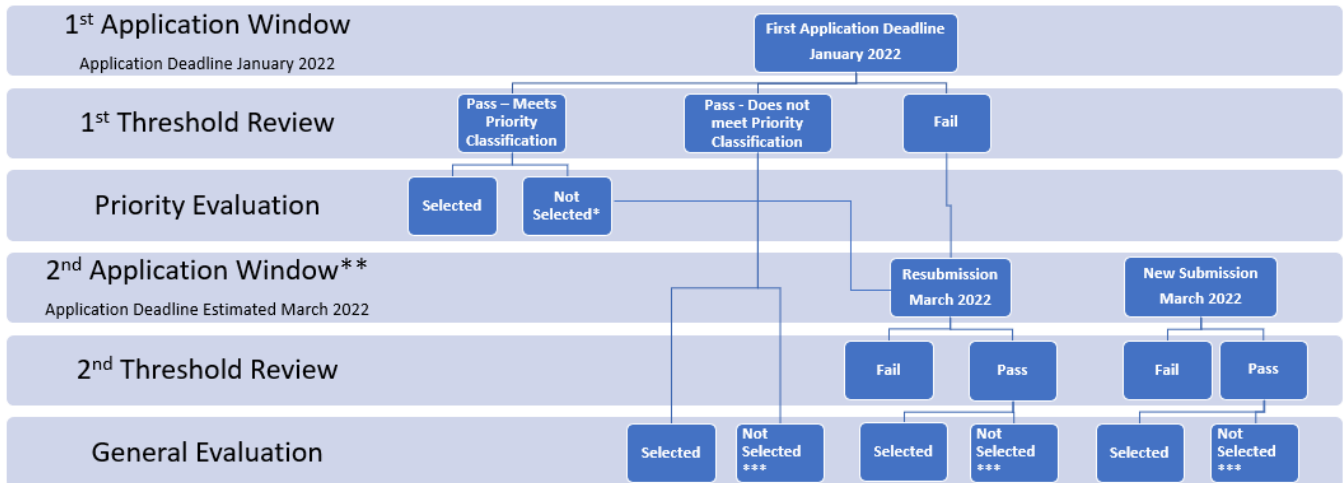 1st Application Window
Application Deadline January 2022
First Application Deadline
January 2022
1st Threshold Review
Pass – Meets
Priority
Classification
Pass - Does not
meet Priority
Classification
Fail
Priority Evaluation
Selected
Not
Selected*
2nd Application Window**
Application Deadline Estimated March 2022
Resubmission
March 2022
New Submission
March 2022
2nd Threshold Review
Fail
Pass
Fail
Pass
General Evaluation
Selected
Not
Selected
***
Selected
Not
Selected
***
Selected
Not
Selected
***